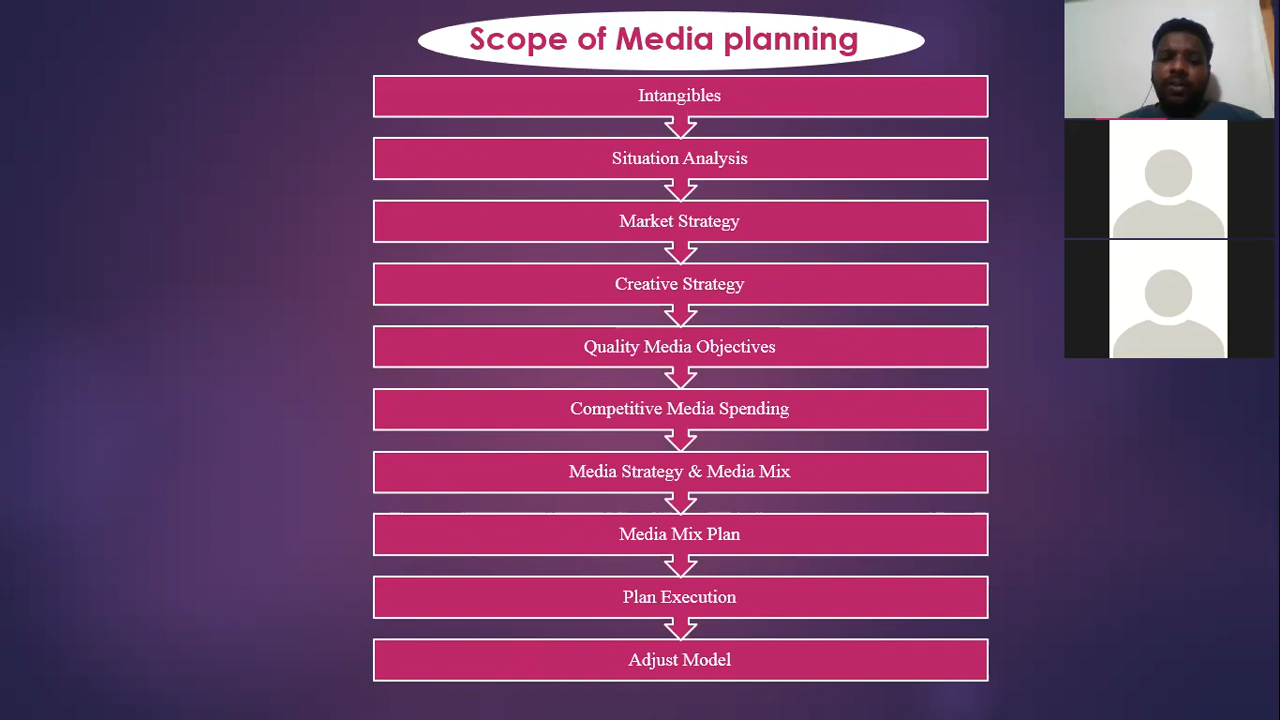 Scope of Media planning
Intangibles
Situation Analysis
Market Strategy
Creative Strategy
Quality Media Objectives
Competitive Media Spending
Media Strategy & Media Mix
Media Mix Plan
Plan Execution
Adjust Model